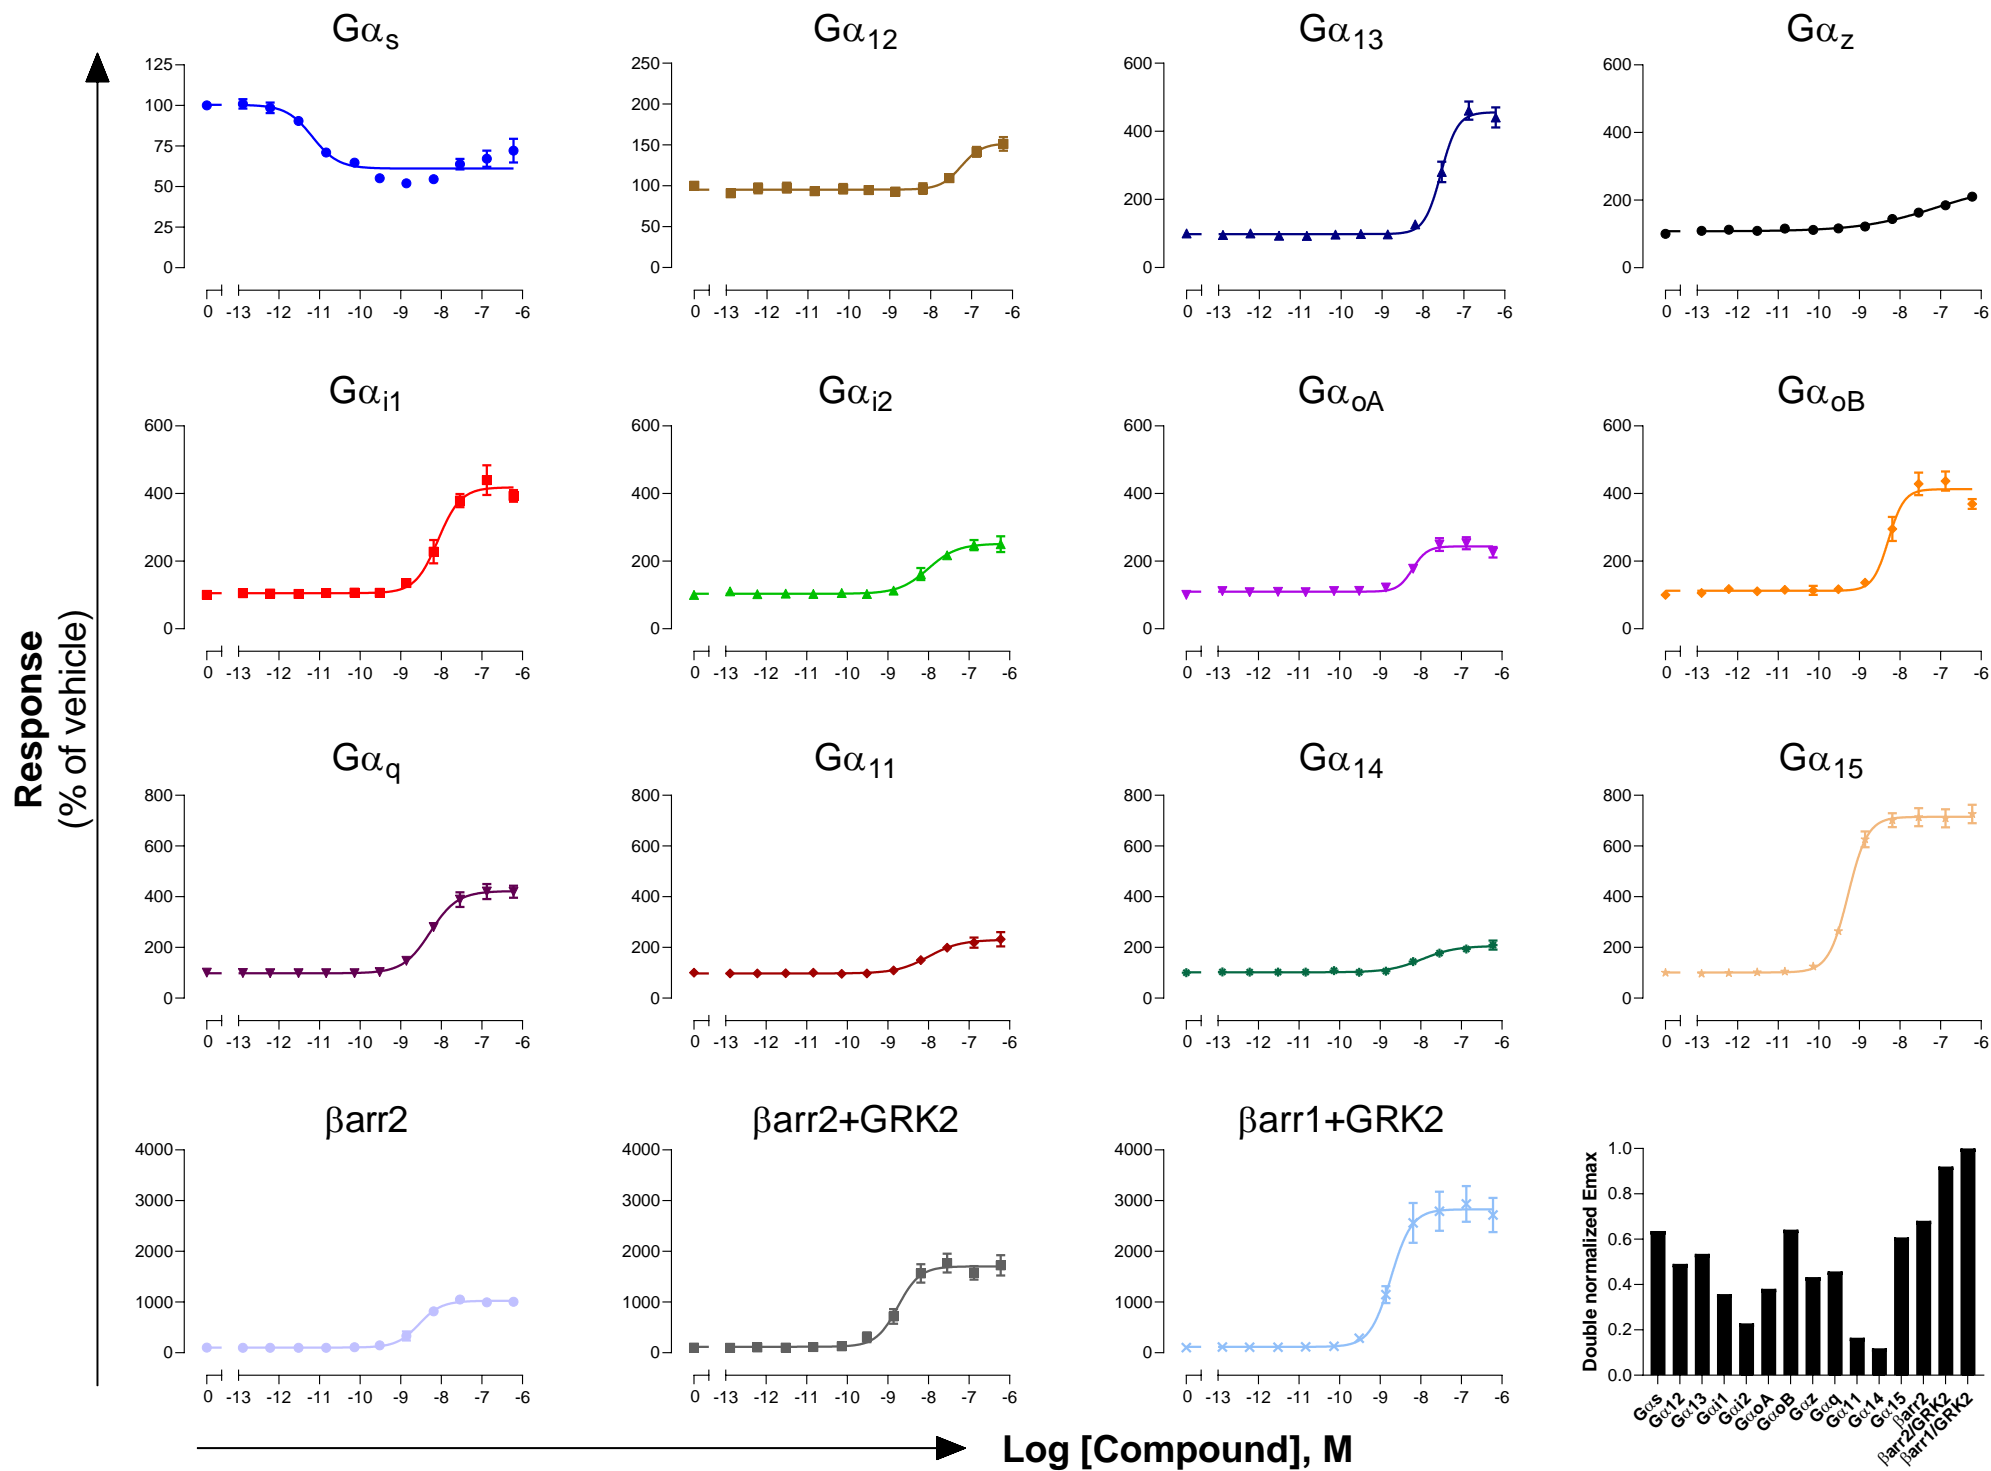 Gαs
125
100
75
50
25
0
0 -13 -12 -11 -10 -9 -8 -7 -6
Gα12
250
200
150
100
50
0
0 -13 -12 -11 -10 -9 -8 -7 -6
Gα13
600
400
200
0
0 -13 -12 -11 -10 -9 -8 -7 -6
Gαz
600
400
200
0
0 -13 -12 -11 -10 -9 -8 -7 -6
Gαi1
600
400
200
0
0 -13 -12 -11 -10 -9 -8 -7 -6
Gαi2
600
400
200
0
0 -13 -12 -11 -10 -9 -8 -7 -6
GαoA
600
400
200
0
0 -13 -12 -11 -10 -9 -8 -7 -6
GαoB
600
400
200
0
0 -13 -12 -11 -10 -9 -8 -7 -6
Response
(% of vehicle)
Gαq
800
600
400
200
0
0 -13 -12 -11 -10 -9 -8 -7 -6
Gα11
800
600
400
200
0
0 -13 -12 -11 -10 -9 -8 -7 -6
Gα14
800
600
400
200
0
0 -13 -12 -11 -10 -9 -8 -7 -6
Gα15
800
600
400
200
0
0 -13 -12 -11 -10 -9 -8 -7 -6
βarr2
4000
3000
2000
1000
0
0 -13 -12 -11 -10 -9 -8 -7 -6
βarr2+GRK2
4000
3000
2000
1000
0
0 -13 -12 -11 -10 -9 -8 -7 -6
βarr1+GRK2
4000
3000
2000
1000
0
0 -13 -12 -11 -10 -9 -8 -7 -6
Double normalized Emax
1.0
0.8
0.6
0.4
0.2
0.0
Gαs
Gα12
Gα13
Gαi1
Gαi2
GαoA
GαoB
Gαz
Gαq
Gα11
Gα14
Gα15
βarr2
βarr2/GRK2
βarr1/GRK2
Log [Compound], M